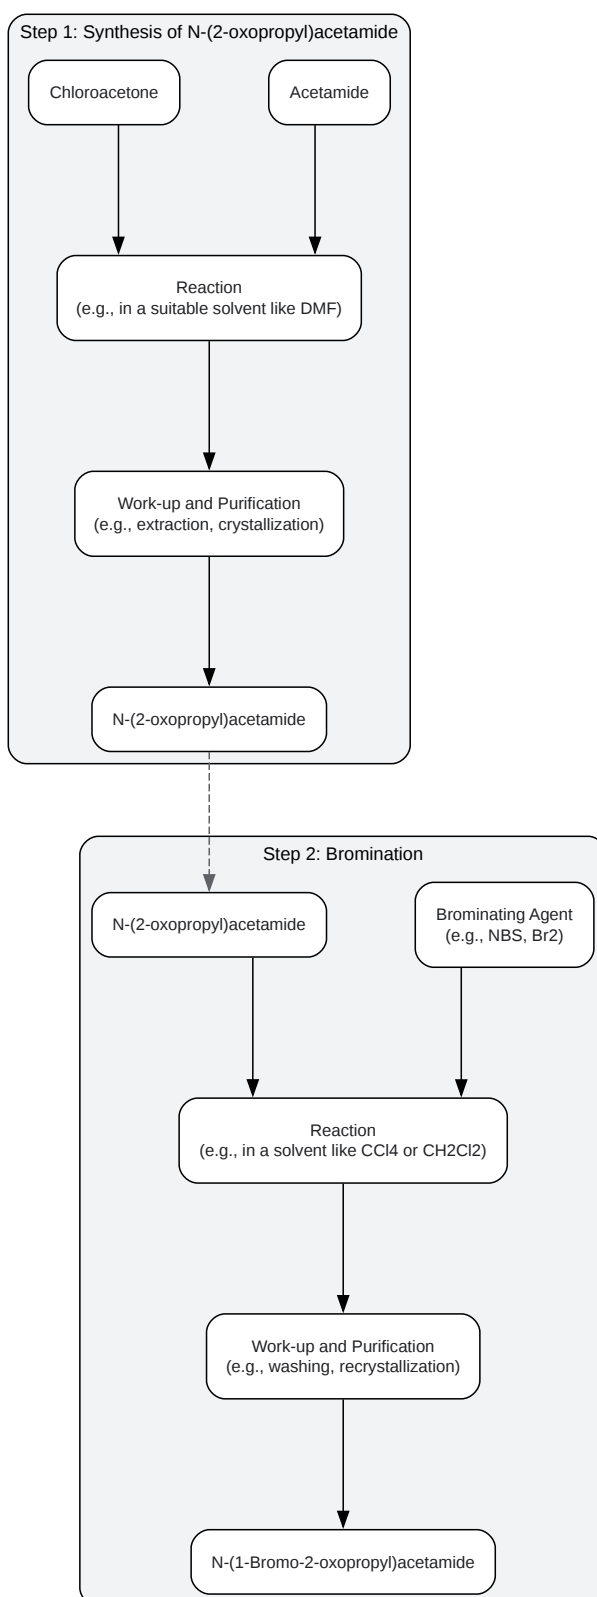 Step 1: Synthesis of N-(2-oxopropyl)acetamide
Chloroacetone
Acetamide
Reaction
(e.g., in a suitable solvent like DMF)
Work-up and Purification
(e.g., extraction, crystallization)
N-(2-oxopropyl)acetamide
Step 2: Bromination
N-(2-oxopropyl)acetamide
Brominating Agent
(e.g., NBS, Br2)
Reaction
(e.g., in a solvent like CCl4 or CH2Cl2)
Work-up and Purification
(e.g., washing, recrystallization)
N-(1-Bromo-2-oxopropyl)acetamide